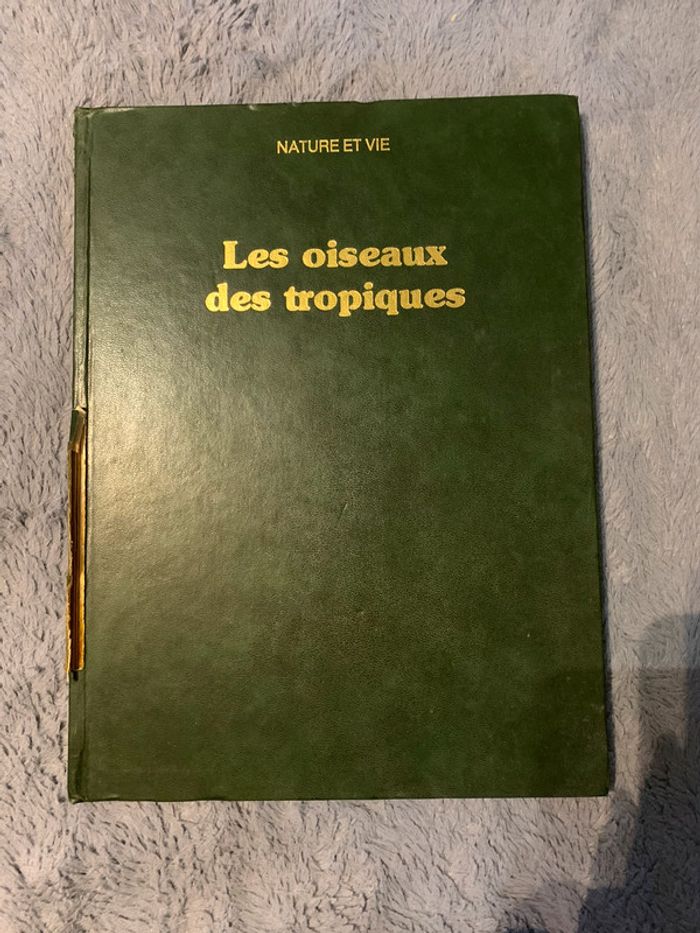 NATURE ET VIE
Les oiseaux
des tropiques